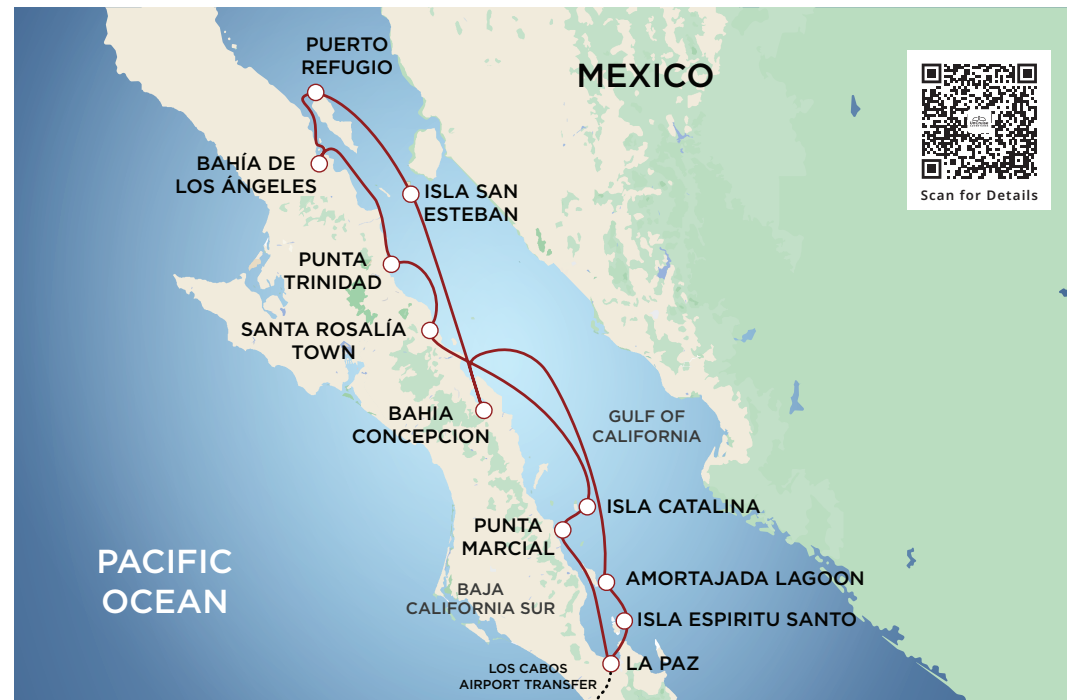 PUERTO
REFUGIO
MEXICO
Scan for Details
BAHÍA DE
LOS ÁNGELES
ISLA SAN
ESTEBAN
PUNTA
TRINIDAD
SANTA ROSALÍA
TOWN
BAHIA
CONCEPCION
GULF OF
CALIFORNIA
ISLA CATALINA
PUNTA
MARCIAL
PACIFIC
OCEAN
BAJA
CALIFORNIA SUR
AMORTAJADA LAGOON
ISLA ESPIRITU SANTO
LA PAZ
LOS CABOS
AIRPORT TRANSFER